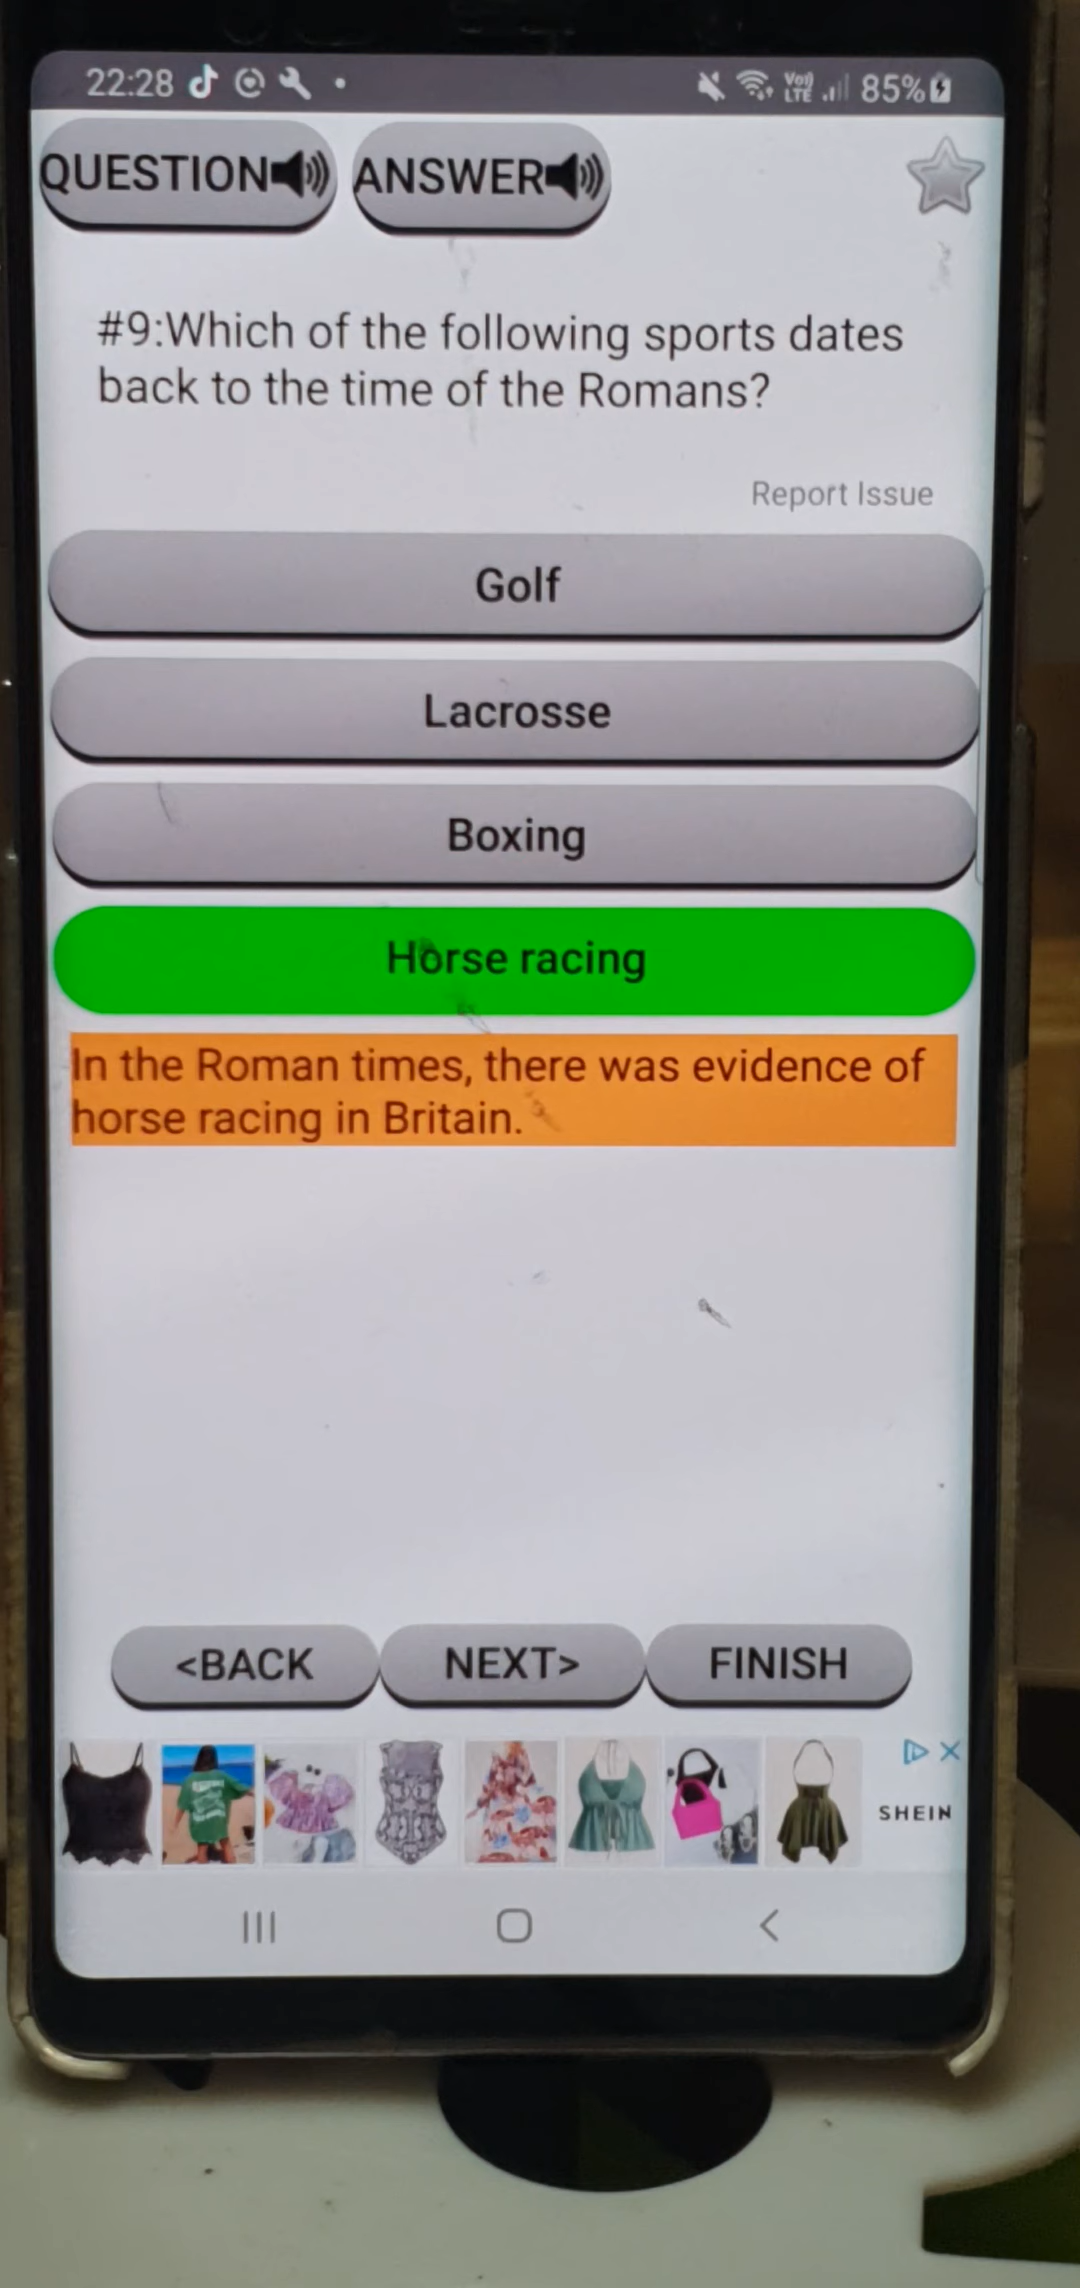 22:28 85%
Vo)) LTE
QUESTION ANSWER
#9:Which of the following sports dates
back to the time of the Romans?
Report Issue
Golf
Lacrosse
Boxing
Horse racing
In the Roman times, there was evidence of
horse racing in Britain.
<BACK NEXT> FINISH
SHEIN